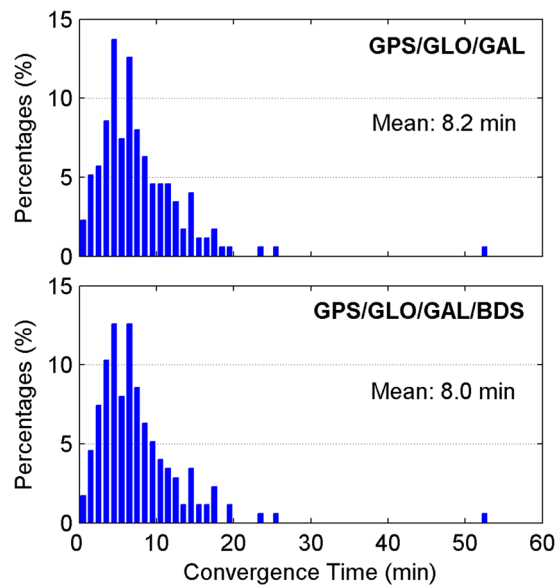 15
GPS/GLO/GAL
10
Mean: 8.2 min
5
0
Percentages (%)
15
GPS/GLO/GAL/BDS
10
Mean: 8.0 min
5
0
Percentages (%)
0 10 20 30 40 50 60
Convergence Time (min)